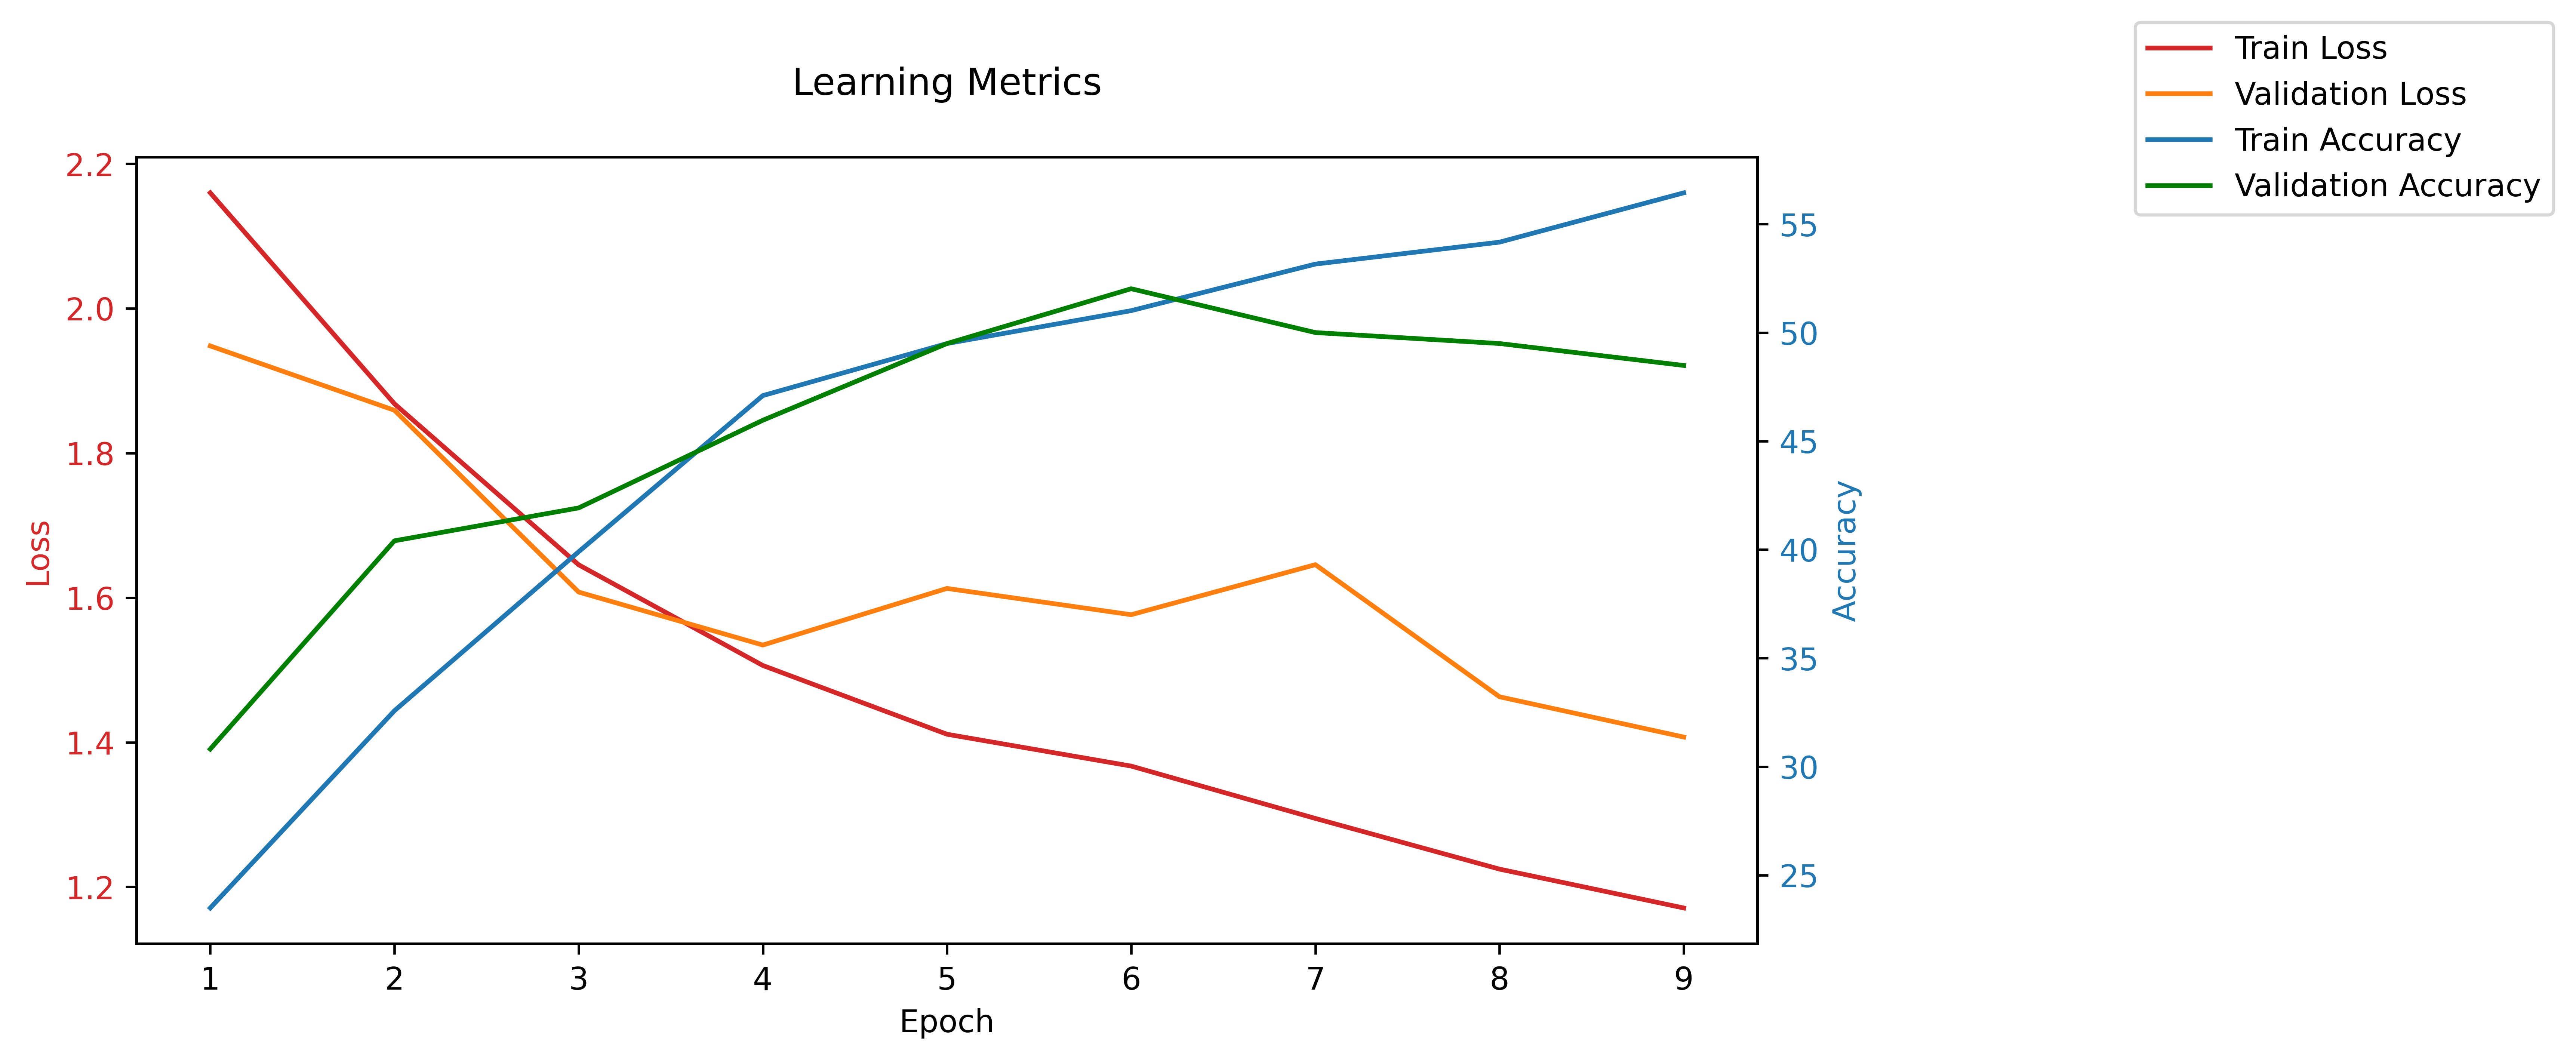 Learning Metrics
Train Loss
Validation Loss
Train Accuracy
Validation Accuracy
Loss
2.2
2.0
1.8
1.6
1.4
1.2
Accuracy
55
50
45
40
35
30
25
1 2 3 4 5 6 7 8 9
Epoch